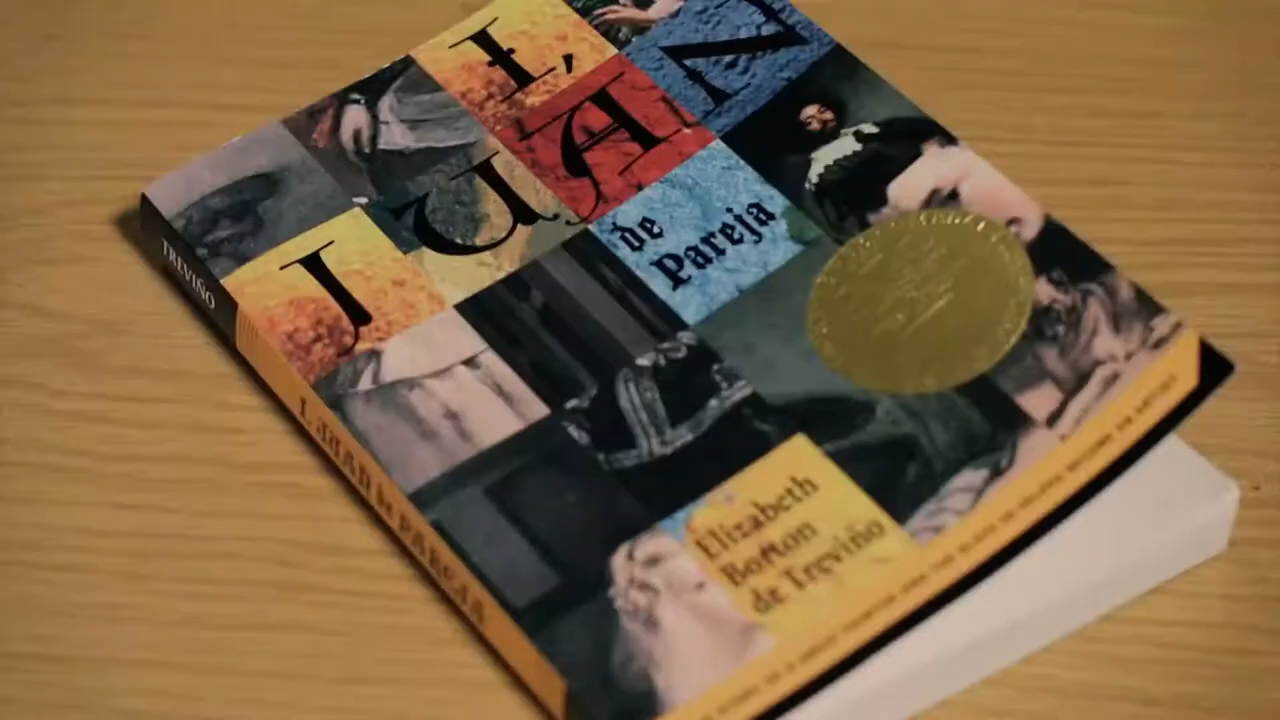 I,
JUAN
de
Pareja
Elizabeth
Borton
de Treviño
TREVIÑO
I, JUAN de PAREJA